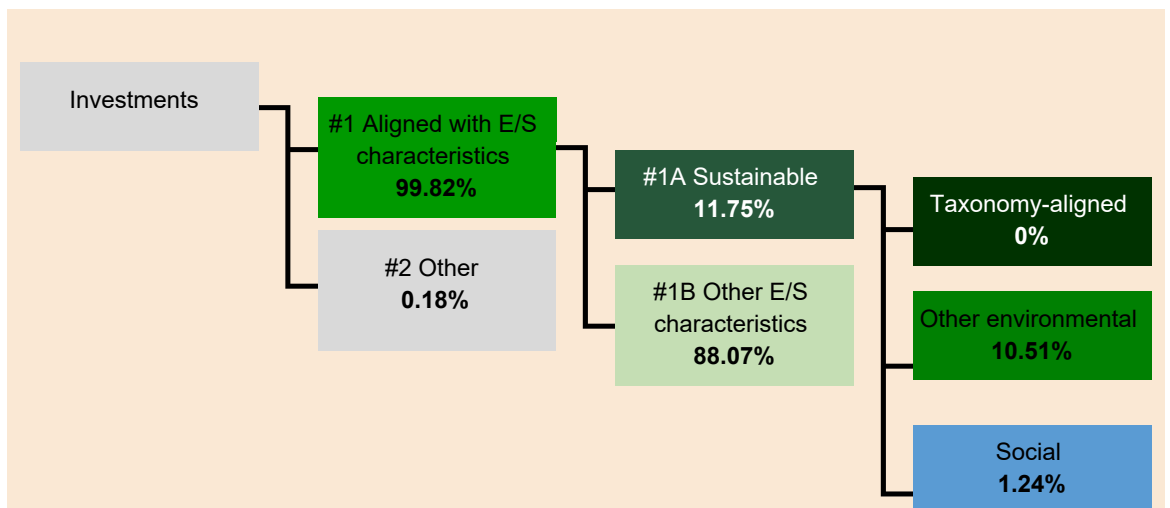 Investments
#1 Aligned with E/S
characteristics
99.82%
#2 Other
0.18%
#1A Sustainable
11.75%
#1B Other E/S
characteristics
88.07%
Taxonomy-aligned
0%
Other environmental
10.51%
Social
1.24%